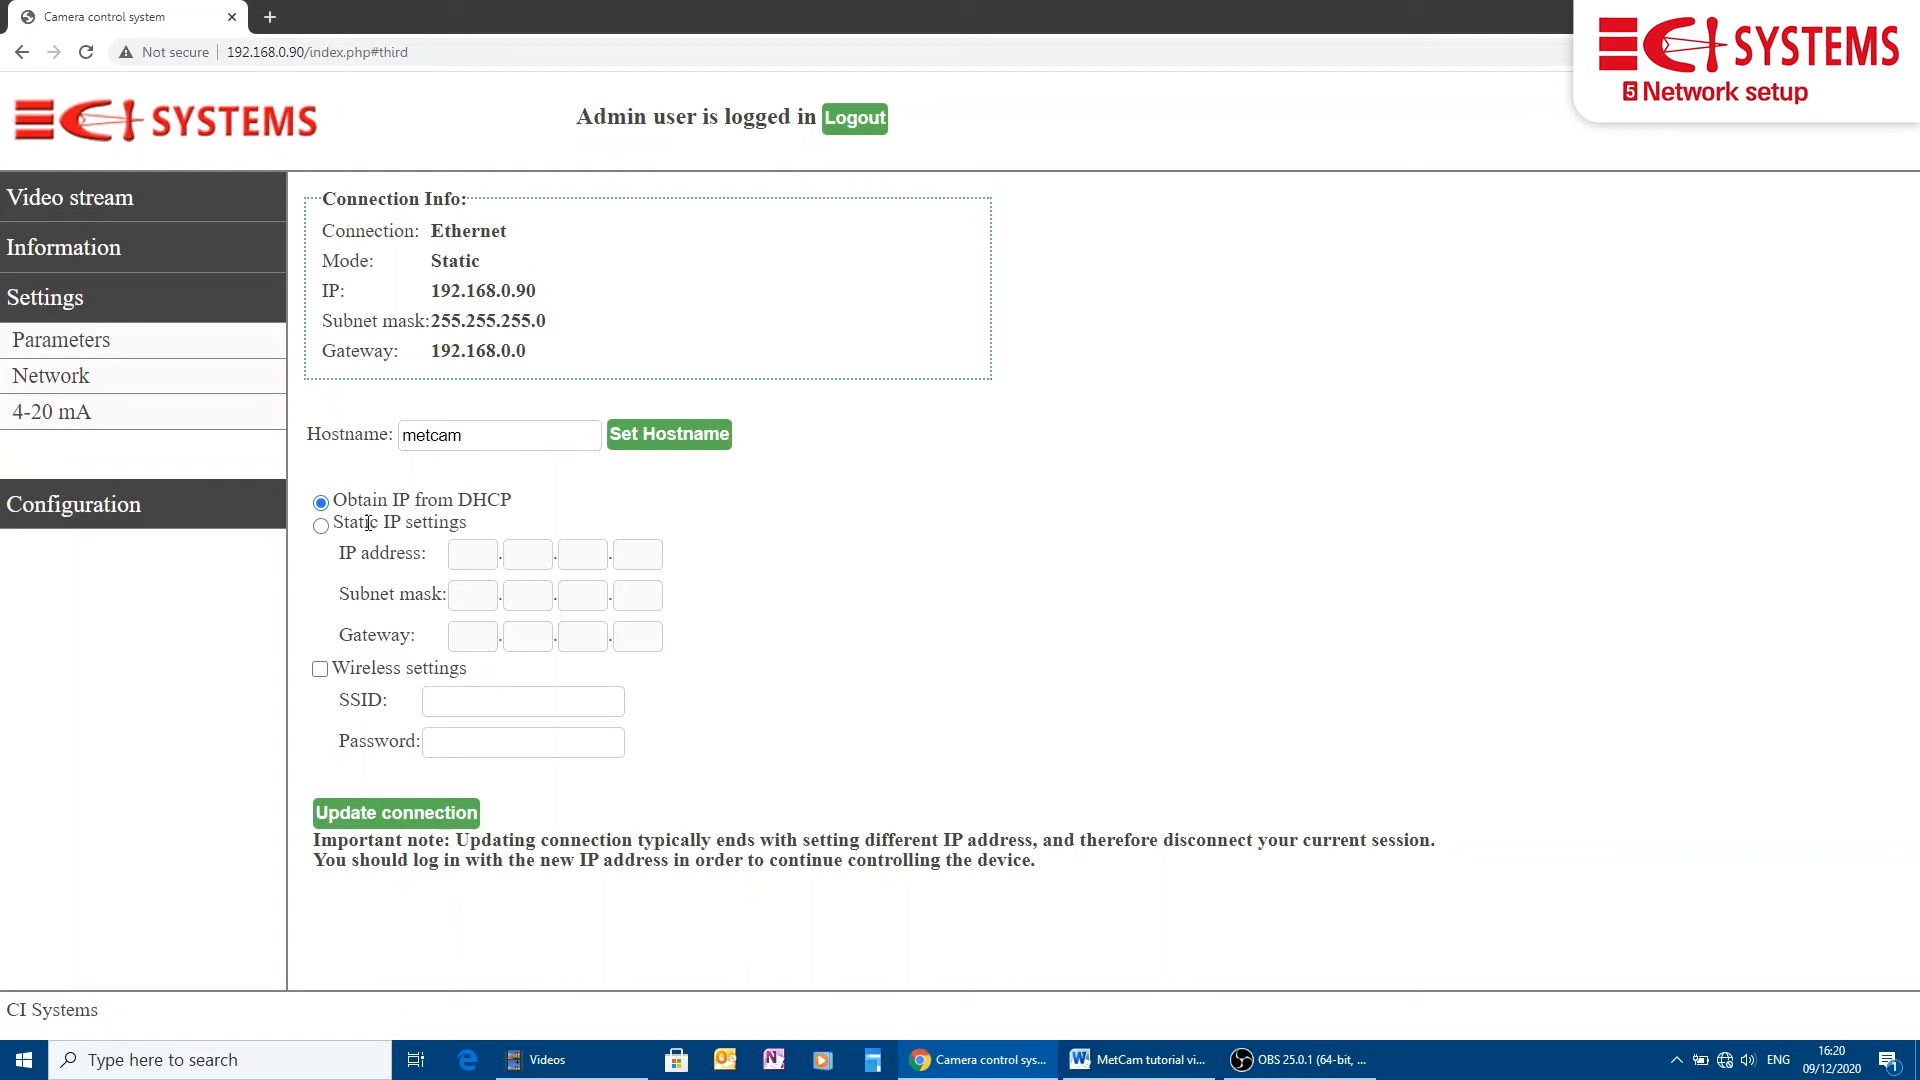 Camera control system
Not secure
192.168.0.90/index.php#third
CI SYSTEMS
5 Network setup
CI SYSTEMS
Admin user is logged in Logout
Video stream
Information
Settings
Parameters
Network
4-20 mA
Configuration
Connection Info:
Connection: Ethernet
Mode: Static
IP: 192.168.0.90
Subnet mask: 255.255.255.0
Gateway: 192.168.0.0
Hostname: metcam Set Hostname
Obtain IP from DHCP
Static IP settings
IP address: . . .
Subnet mask: . . .
Gateway: . . .
Wireless settings
SSID:
Password:
Update connection
Important note: Updating connection typically ends with setting different IP address, and therefore disconnect your current session.
You should log in with the new IP address in order to continue controlling the device.
CI Systems
Type here to search
Videos
Camera control sys...
MetCam tutorial vi...
OBS 25.0.1 (64-bit, ...
ENG
16:20
09/12/2020
1